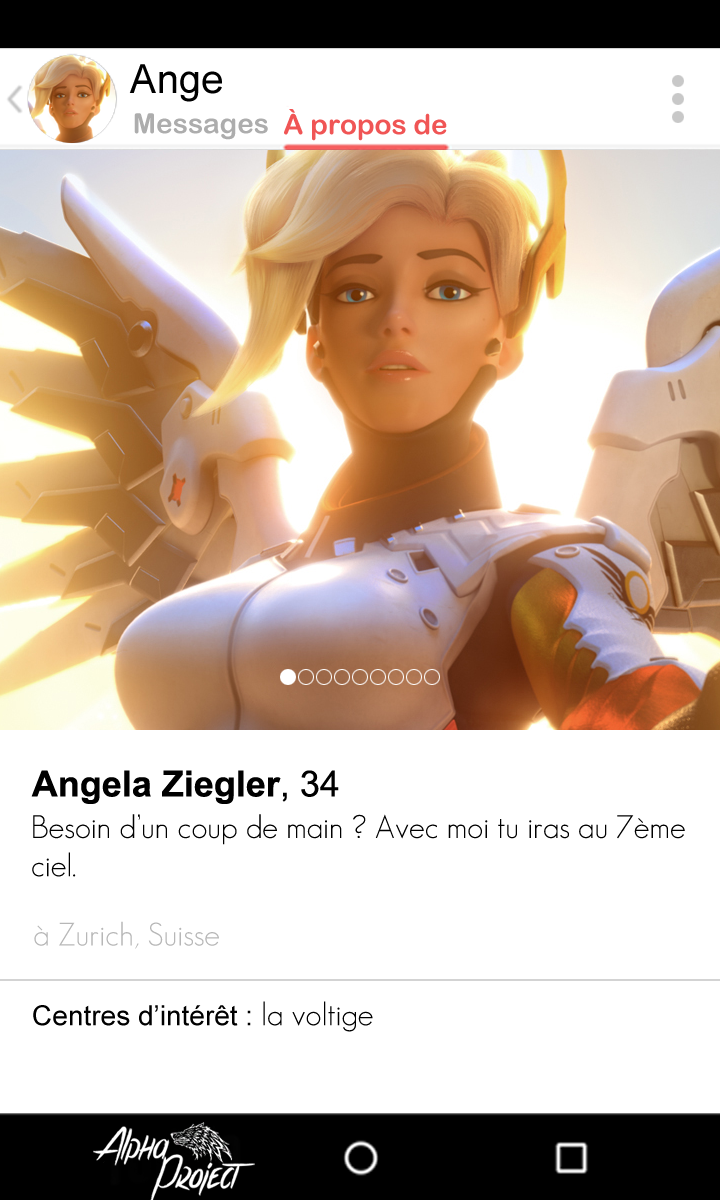 Ange
Messages À propos de
Angela Ziegler, 34
Besoin d'un coup de main ? Avec moi tu iras au 7ème
ciel.
à Zurich, Suisse
Centres d'intérêt : la voltige
Alpha
Project